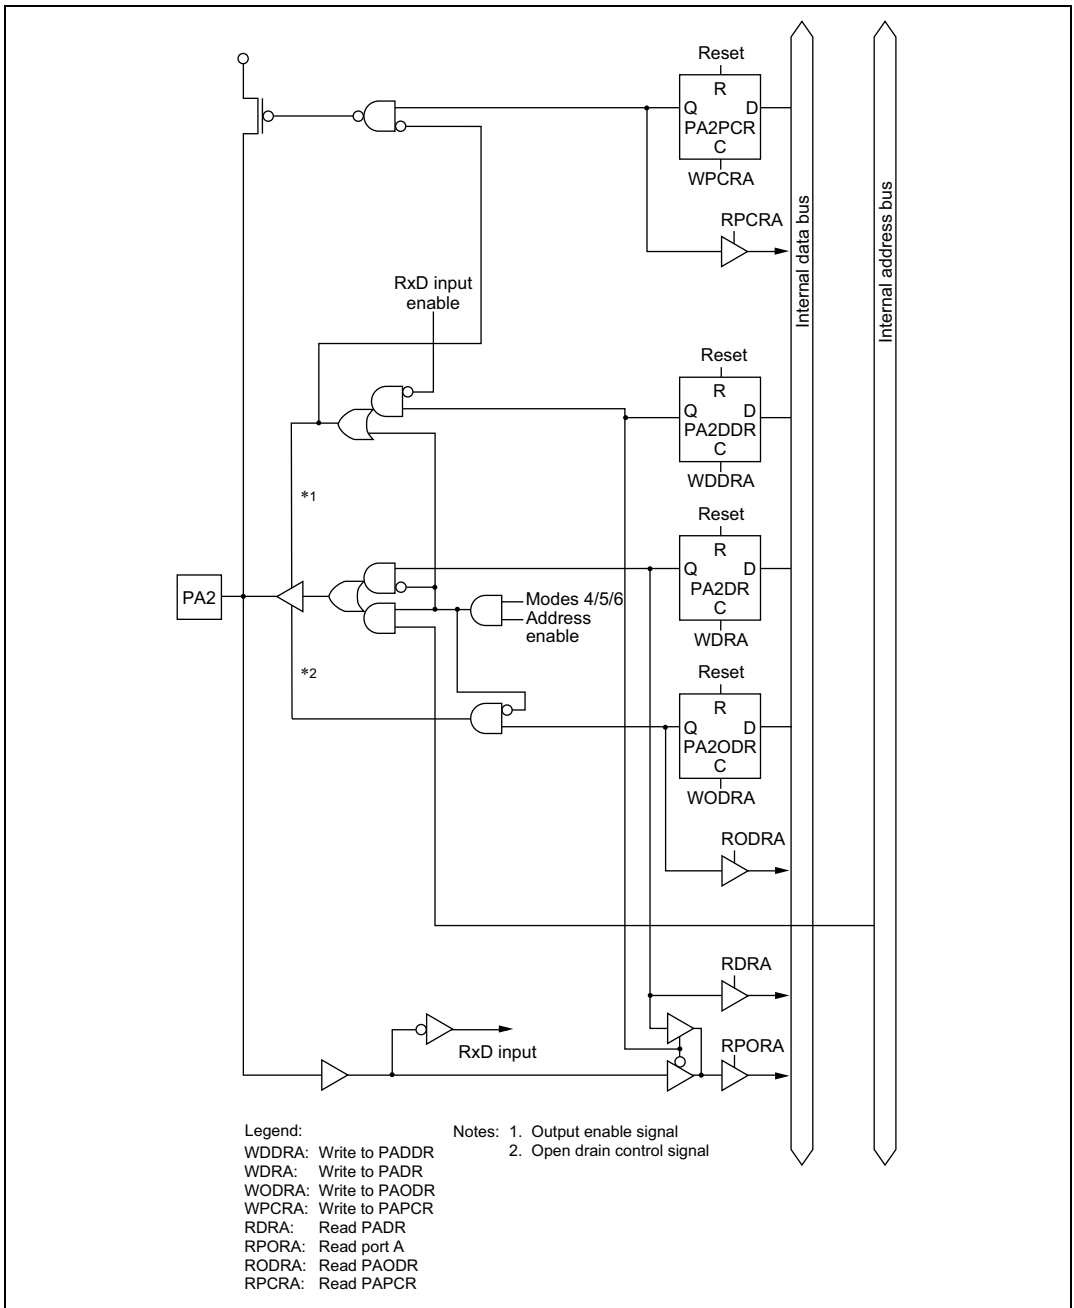 Reset
R
Q D
PA2PCR
C
WPCRA
RPCRA
Internal data bus
Internal address bus
RxD input
enable
Reset
R
Q D
PA2DDR
C
WDDRA
*1
Reset
R
Q D
PA2DR
C
WDRA
PA2
Modes 4/5/6
Address
enable
*2
Reset
R
Q D
PA2ODR
C
WODRA
RODRA
RDRA
RxD input
RPORA
Legend:
WDDRA: Write to PADDR
WDRA: Write to PADR
WODRA: Write to PAODR
WPCRA: Write to PAPCR
RDRA: Read PADR
RPORA: Read port A
RODRA: Read PAODR
RPCRA: Read PAPCR
Notes: 1. Output enable signal
2. Open drain control signal